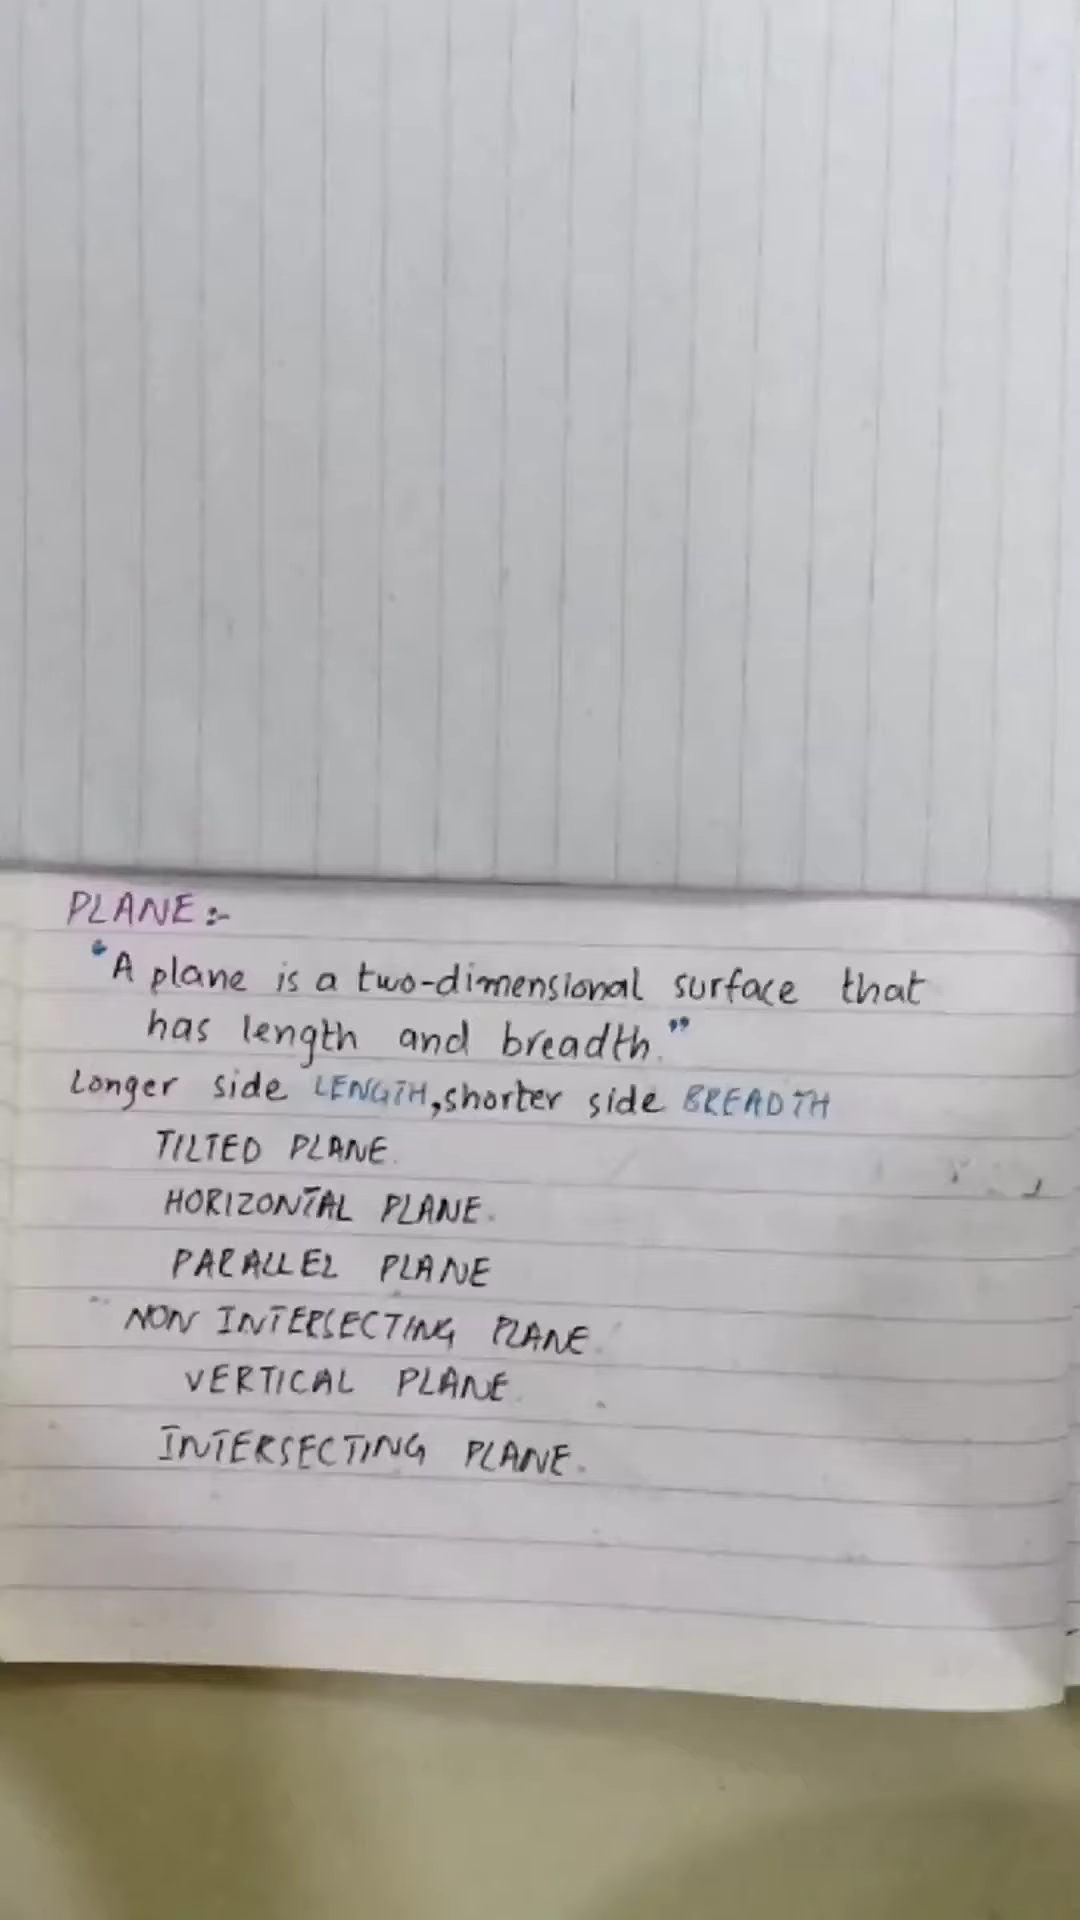 PLANE :-
"A plane is a two-dimensional surface that
has length and breadth."
Longer side LENGTH, shorter side BREADTH
TILTED PLANE.
HORIZONTAL PLANE.
PARALLEL PLANE
NON INTERSECTING PLANE.
VERTICAL PLANE.
INTERSECTING PLANE.